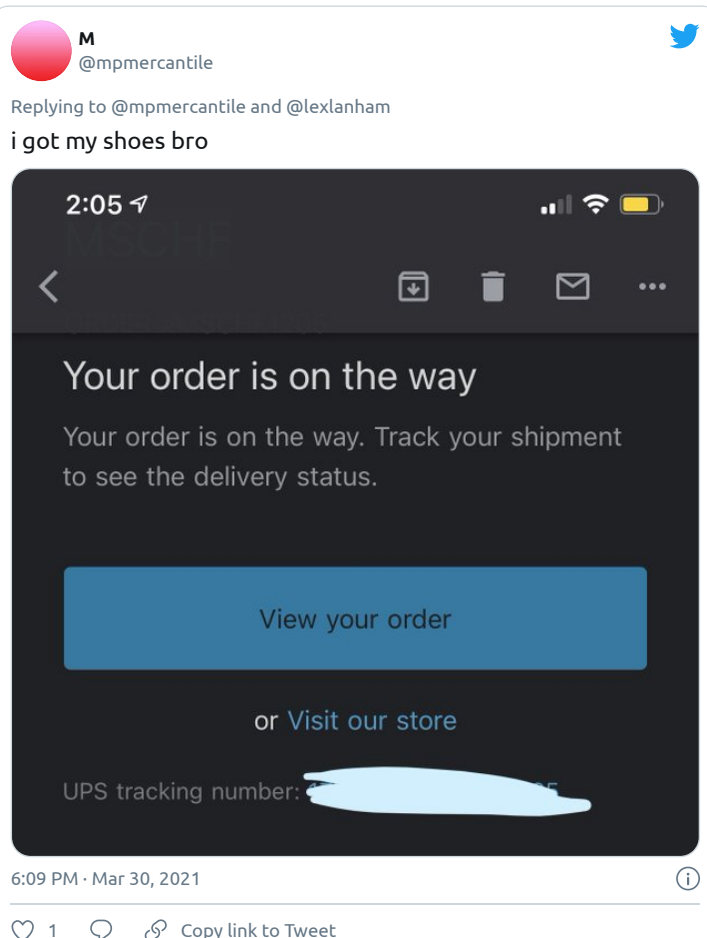 M
@mpmercantile
Replying to @mpmercantile and @lexlanham
i got my shoes bro
2:05
MSCHF
Your order is on the way
Your order is on the way. Track your shipment
to see the delivery status.
View your order
or Visit our store
UPS tracking number:
6:09 PM · Mar 30, 2021
1
Copy link to Tweet